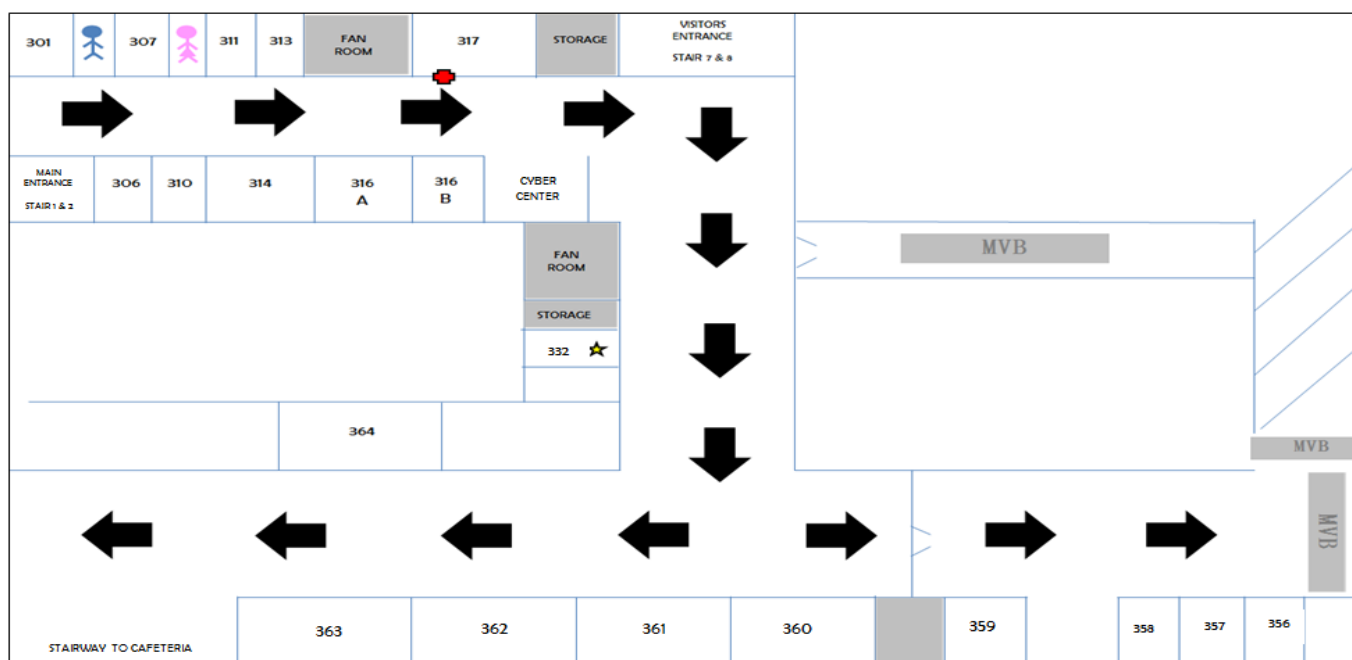 301
307
311
313
FAN
ROOM
317
STORAGE
VISITORS
ENTRANCE
STAIR 7 & 8
MAIN
ENTRANCE
STAIR 1 & 2
306
310
314
316
A
316
B
CYBER
CENTER
FAN
ROOM
MVB
STORAGE
332
364
MVB
MVB
363
362
361
360
359
358
357
356
STAIRWAY TO CAFETERIA